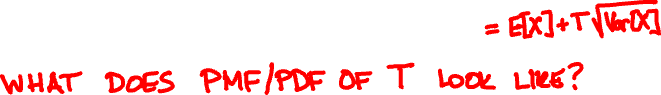 = E[X]+T√Var[X]
WHAT DOES PMF/PDF OF T LOOK LIKE?